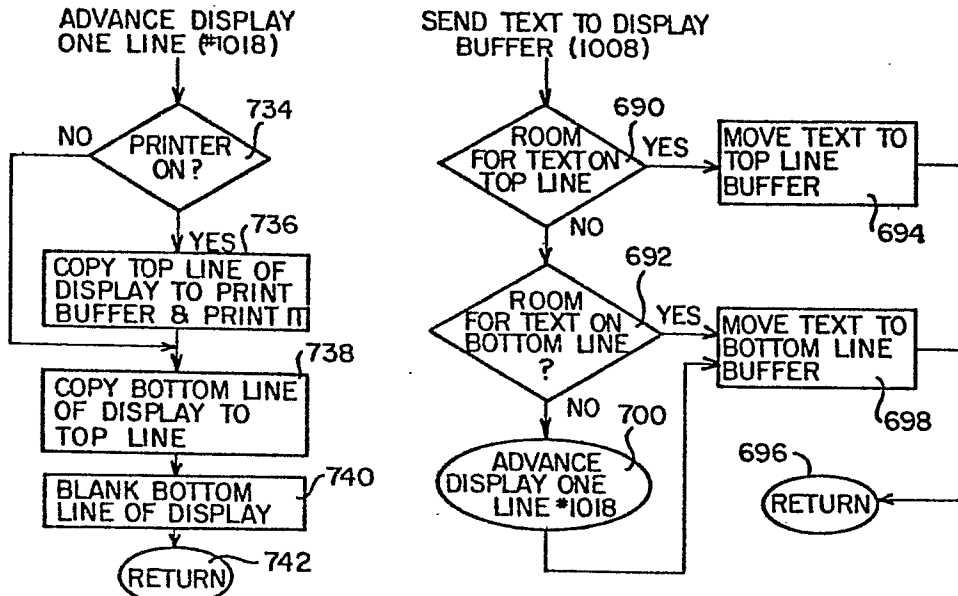 ADVANCE DISPLAY
ONE LINE (#1018)
734
PRINTER
ON?
NO
YES
736
COPY TOP LINE OF
DISPLAY TO PRINT
BUFFER & PRINT IT
738
COPY BOTTOM LINE
OF DISPLAY TO
TOP LINE
740
BLANK BOTTOM
LINE OF DISPLAY
742
RETURN
SEND TEXT TO DISPLAY
BUFFER (1008)
690
ROOM
FOR TEXT ON
TOP LINE
YES
MOVE TEXT TO
TOP LINE
BUFFER
694
NO
692
ROOM
FOR TEXT ON
BOTTOM LINE
?
YES
MOVE TEXT TO
BOTTOM LINE
BUFFER
698
NO
700
ADVANCE
DISPLAY ONE
LINE #1018
696
RETURN